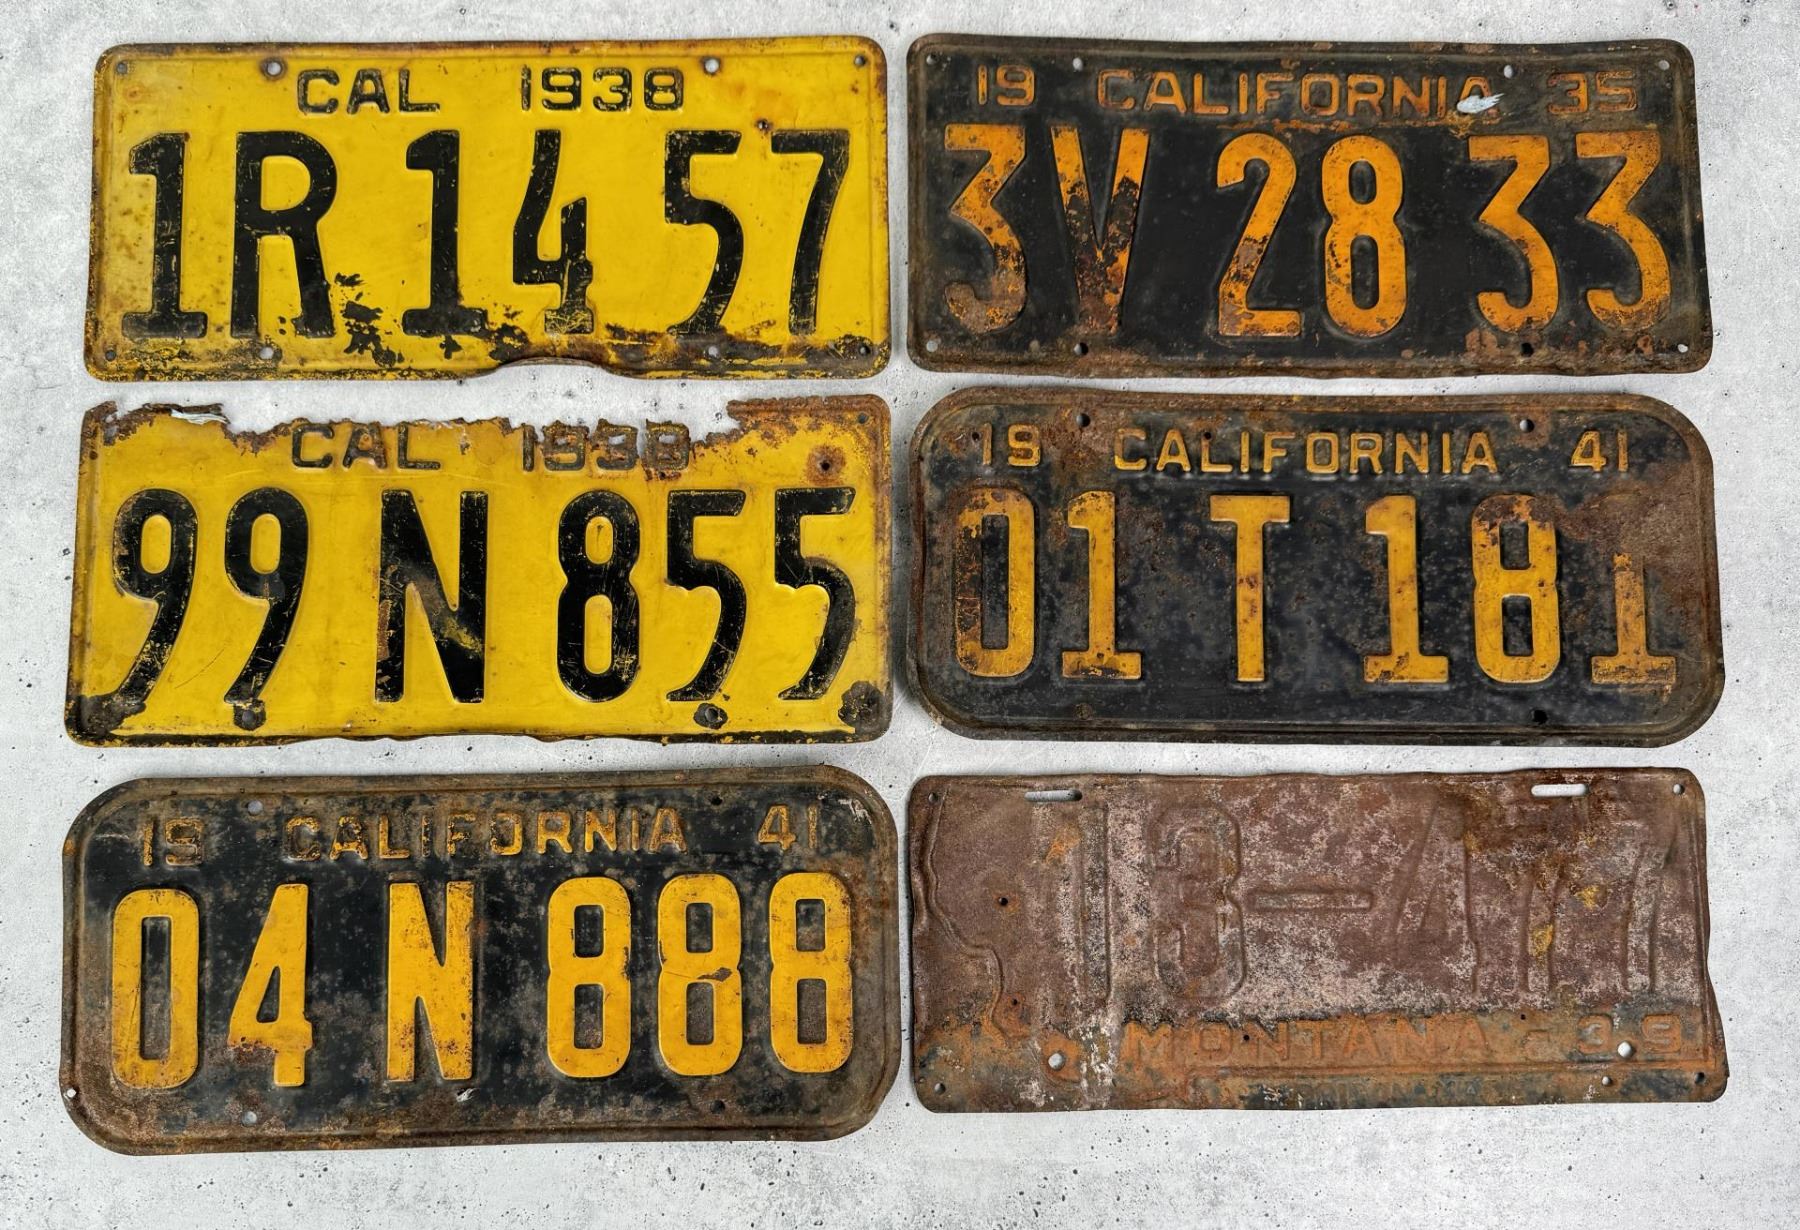 CAL 1938
1R 14 57
19 CALIFORNIA 35
3V 28 33
CAL 1938
99 N 855
19 CALIFORNIA 41
01 T 181
19 CALIFORNIA 41
04 N 888
13-477
MONTANA - 39